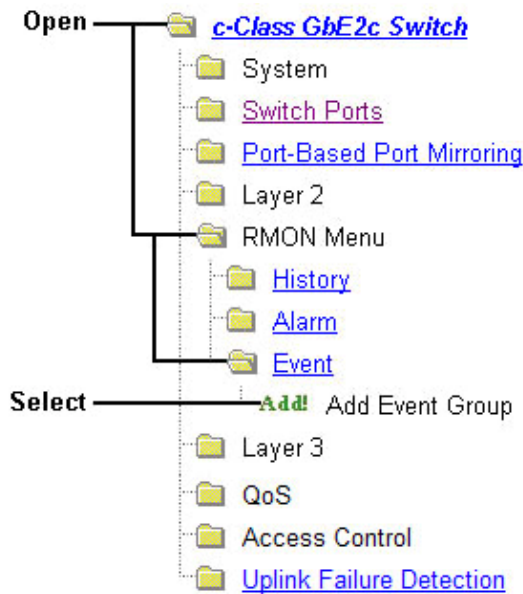 Open c-Class GbE2c Switch
System
Switch Ports
Port-Based Port Mirroring
Layer 2
RMON Menu
History
Alarm
Event
Select Add! Add Event Group
Layer 3
QoS
Access Control
Uplink Failure Detection